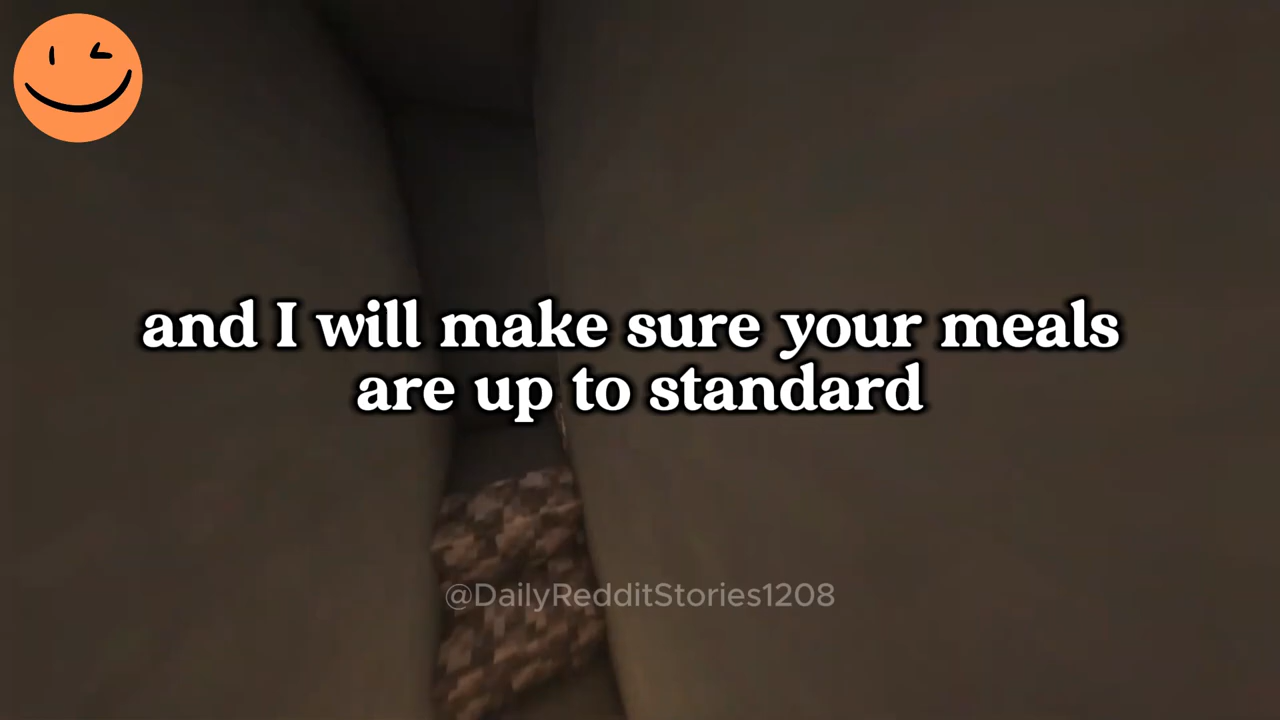 and I will make sure your meals
are up to standard
@DailyRedditStories1208